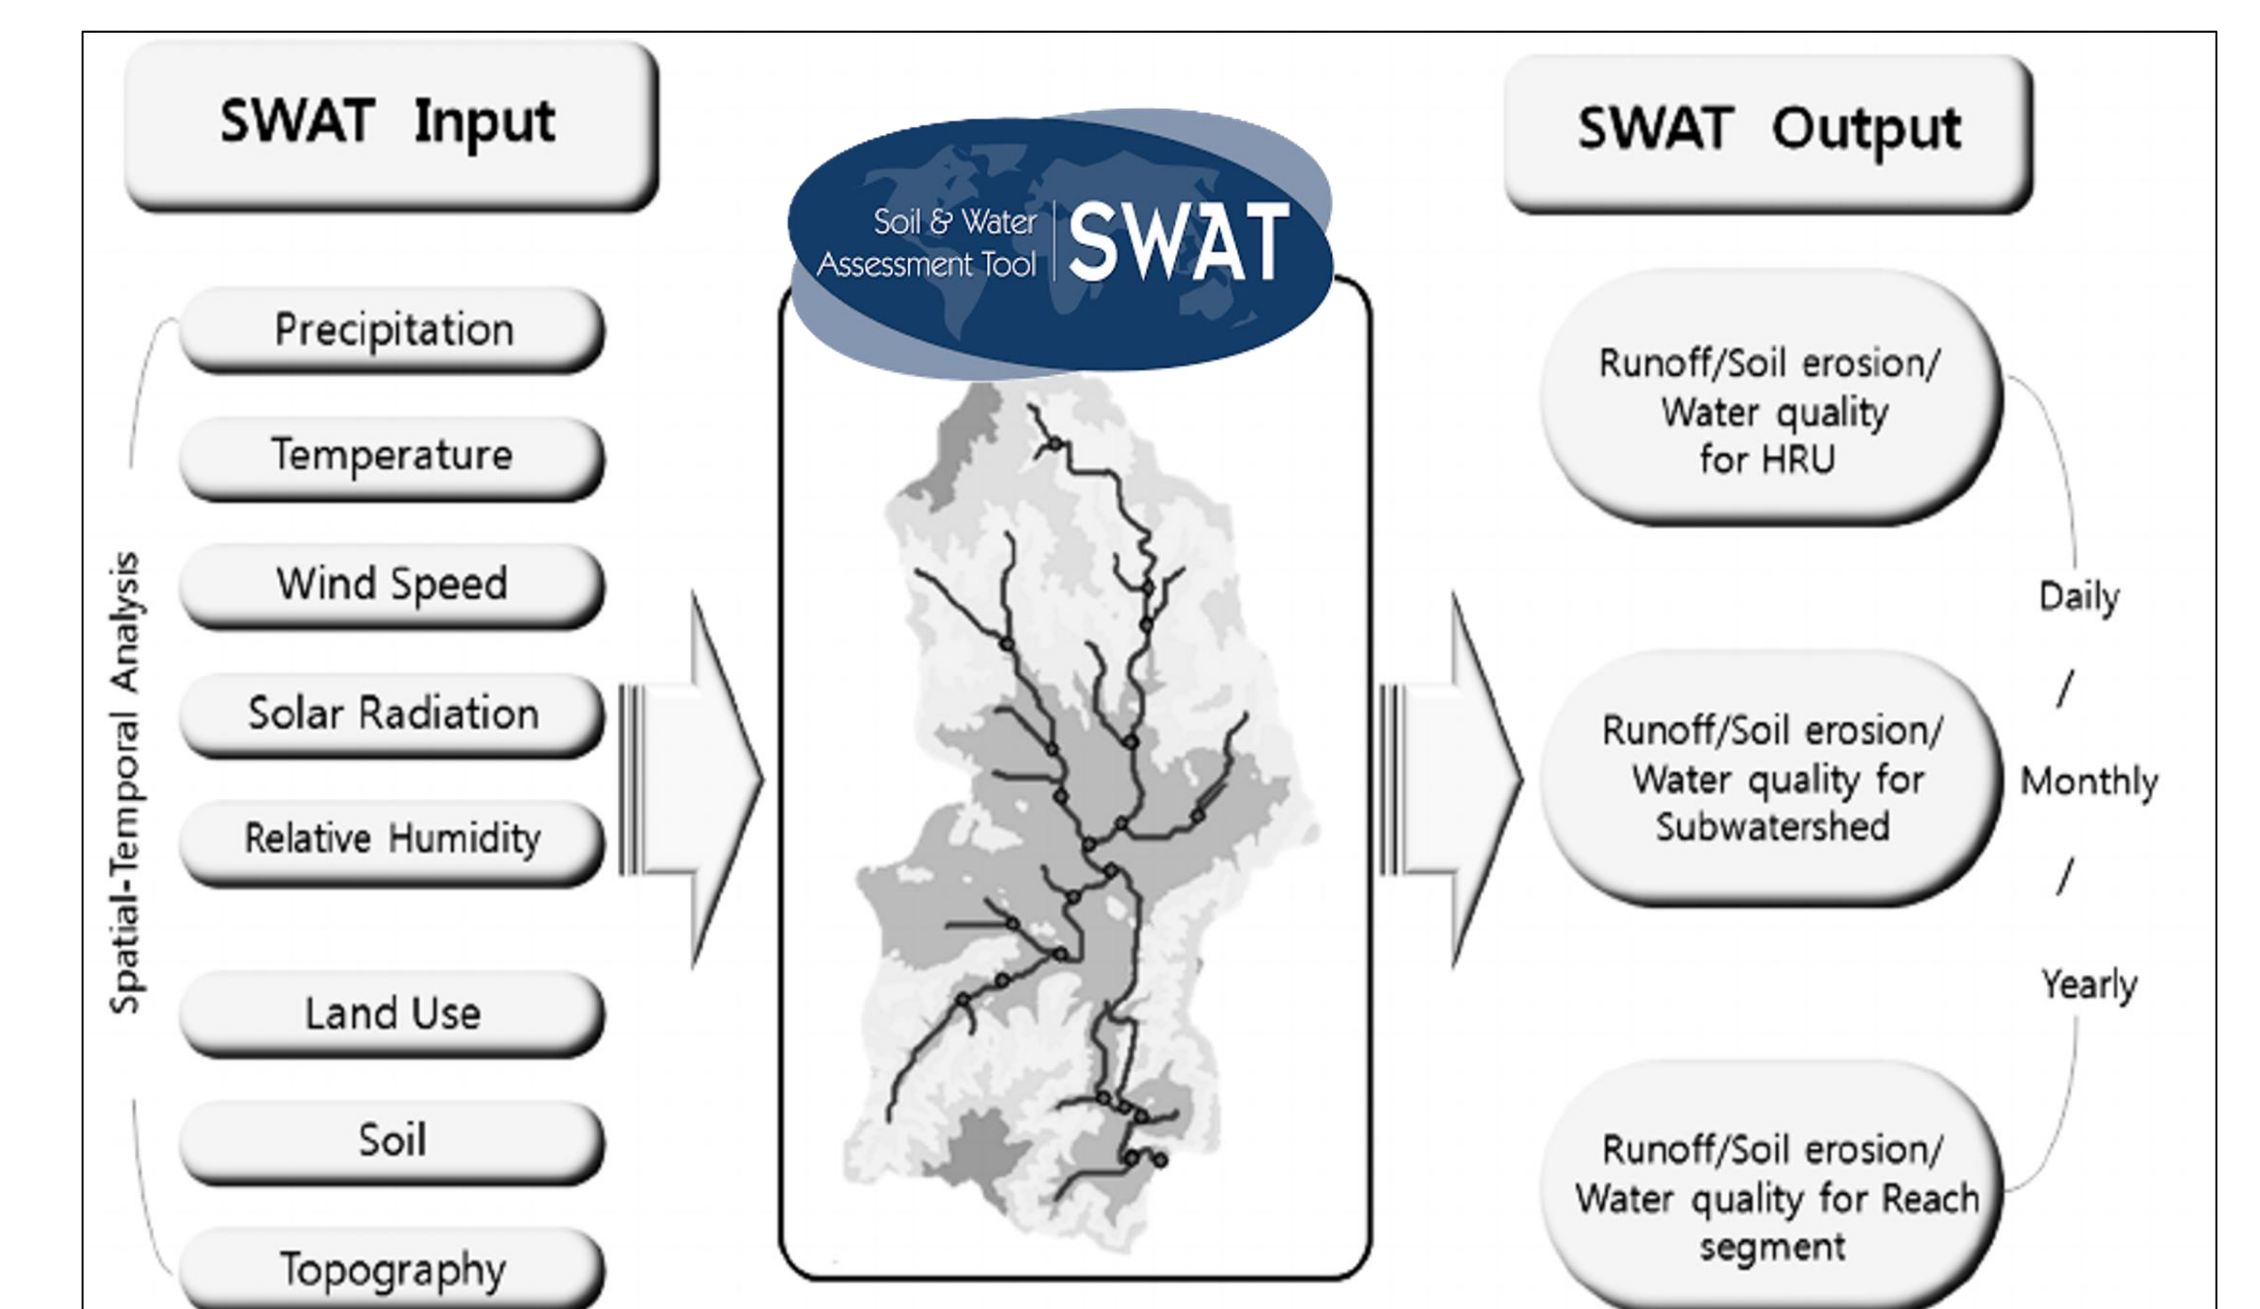 SWAT Input
Spatial-Temporal Analysis
Precipitation
Temperature
Wind Speed
Solar Radiation
Relative Humidity
Land Use
Soil
Topography
Soil & Water
Assessment Tool
SWAT
SWAT Output
Runoff/Soil erosion/
Water quality
for HRU
Runoff/Soil erosion/
Water quality for
Subwatershed
Runoff/Soil erosion/
Water quality for Reach
segment
Daily
/
Monthly
/
Yearly